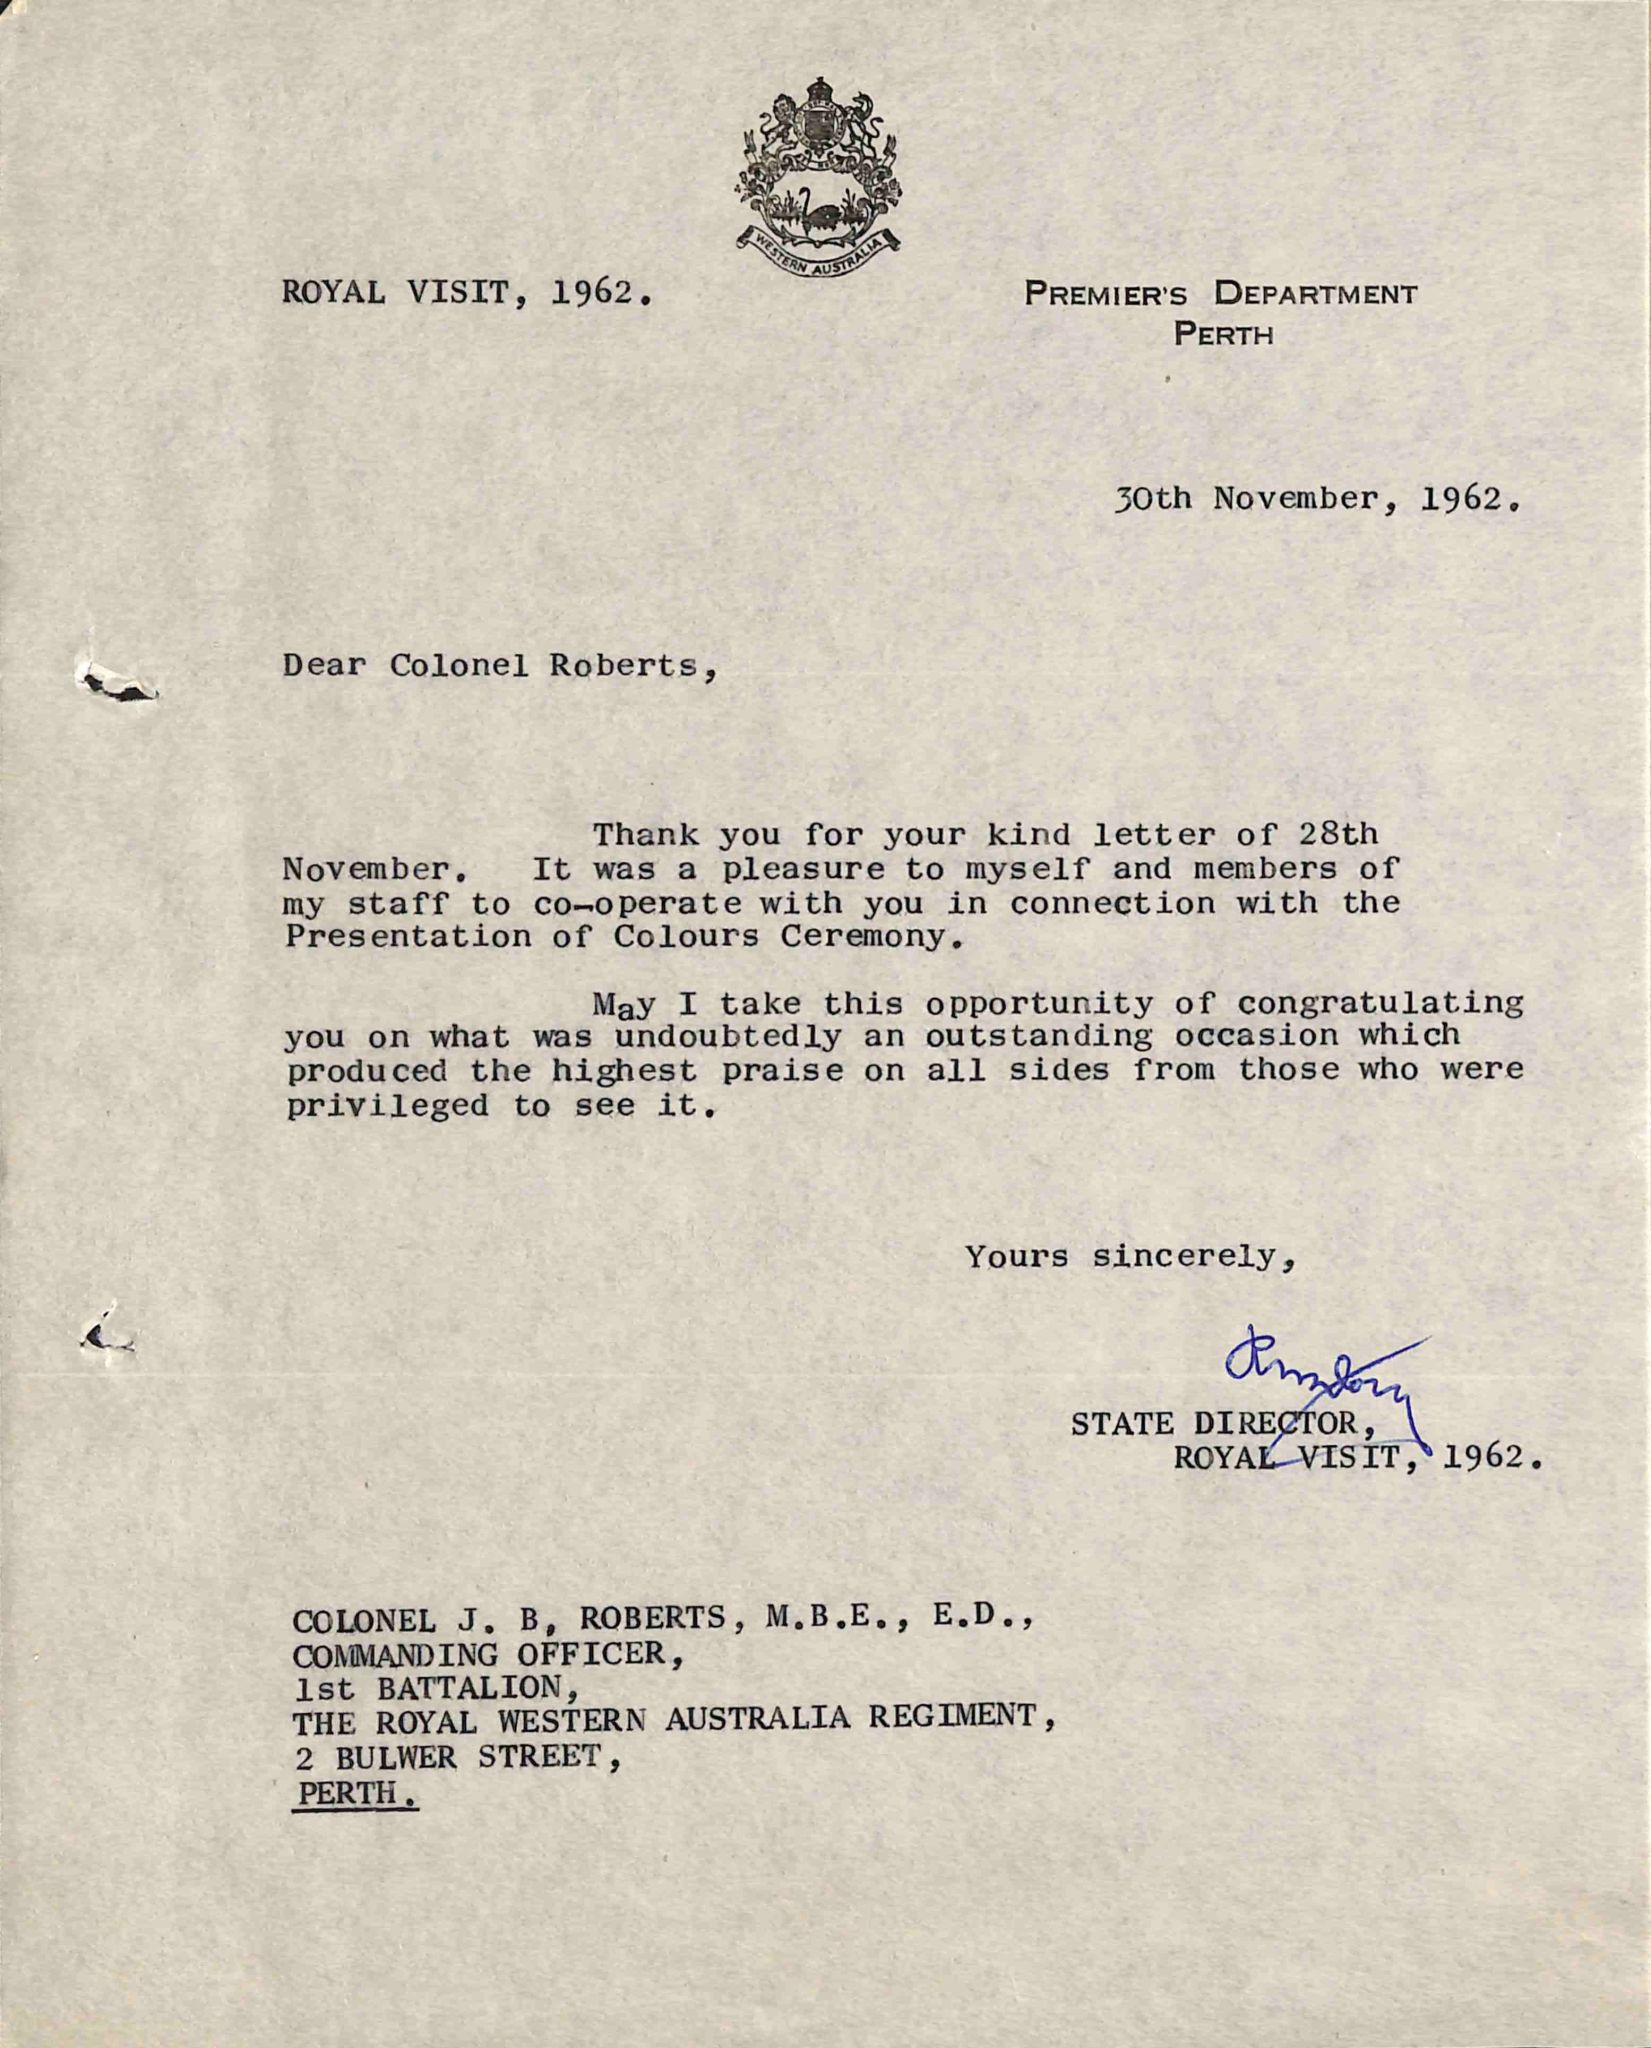 WESTERN AUSTRALIA
ROYAL VISIT, 1962.
PREMIER'S DEPARTMENT
PERTH
30th November, 1962.
Dear Colonel Roberts,
Thank you for your kind letter of 28th
November. It was a pleasure to myself and members of
my staff to co-operate with you in connection with the
Presentation of Colours Ceremony.
May I take this opportunity of congratulating
you on what was undoubtedly an outstanding occasion which
produced the highest praise on all sides from those who were
privileged to see it.
Yours sincerely,
STATE DIRECTOR,
ROYAL VISIT, 1962.
COLONEL J. B, ROBERTS, M.B.E., E.D.,
COMMANDING OFFICER,
1st BATTALION,
THE ROYAL WESTERN AUSTRALIA REGIMENT,
2 BULWER STREET,
PERTH.